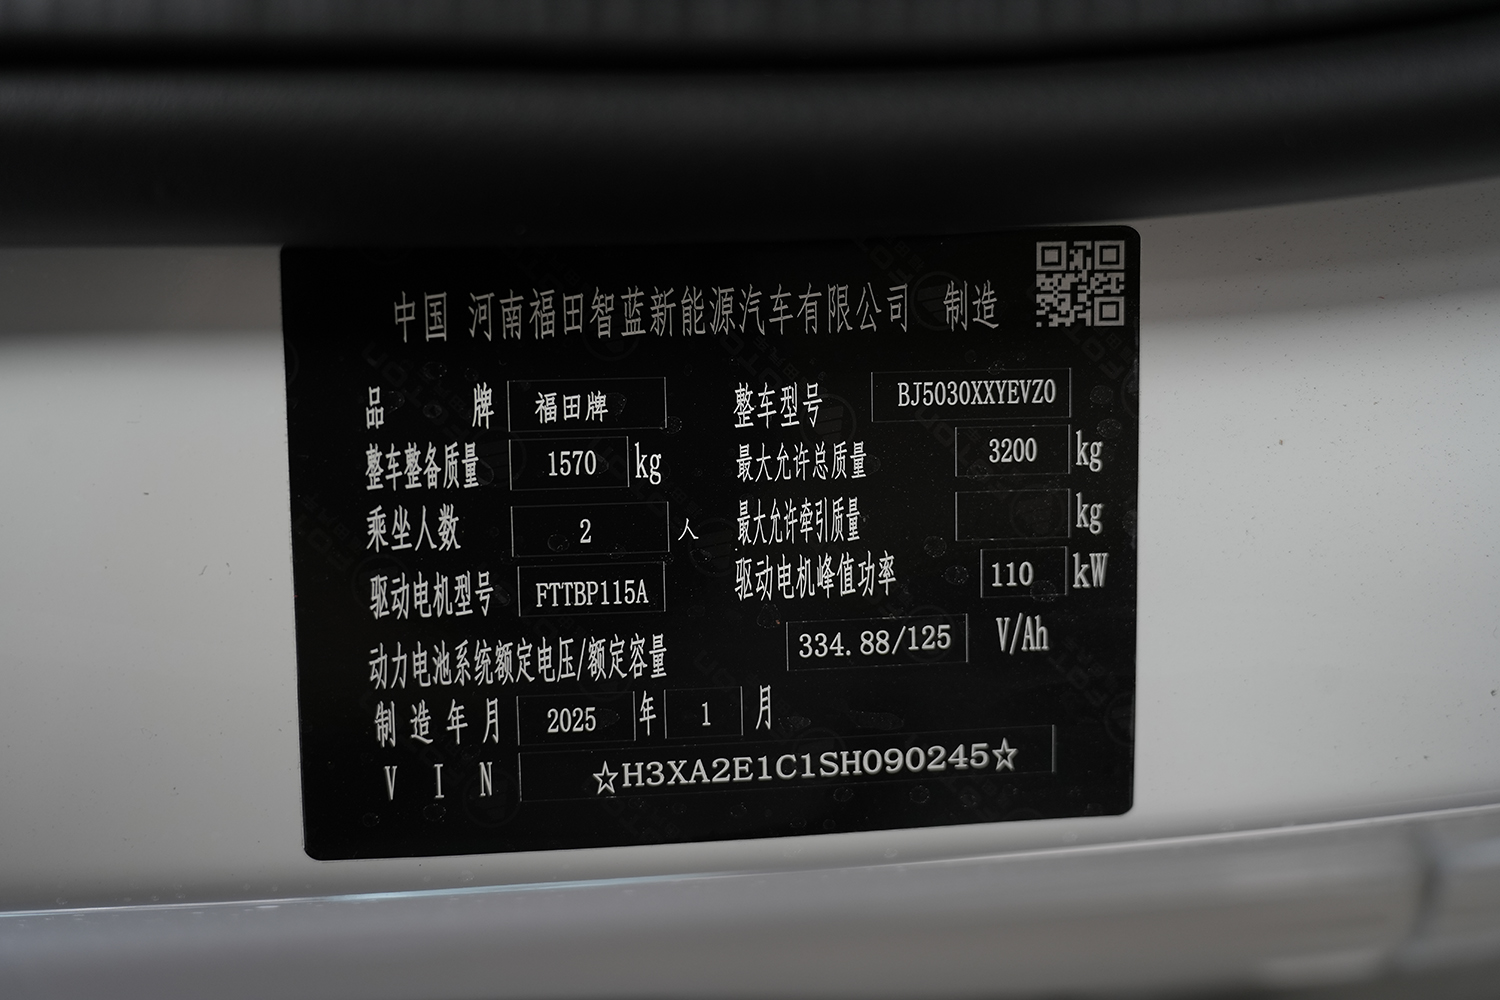 中国 河南福田智蓝新能源汽车有限公司 制造
品 牌 福田牌 整车型号 BJ5030XXYEVZ0
整车整备质量 1570 kg 最大允许总质量 3200 kg
乘坐人数 2 人 最大允许牵引质量 kg
驱动电机型号 FTTBP115A 驱动电机峰值功率 110 kW
动力电池系统额定电压/额定容量 334.88/125 V/Ah
制造年月 2025 年 1 月
VIN ☆H3XA2E1C1SH090245☆